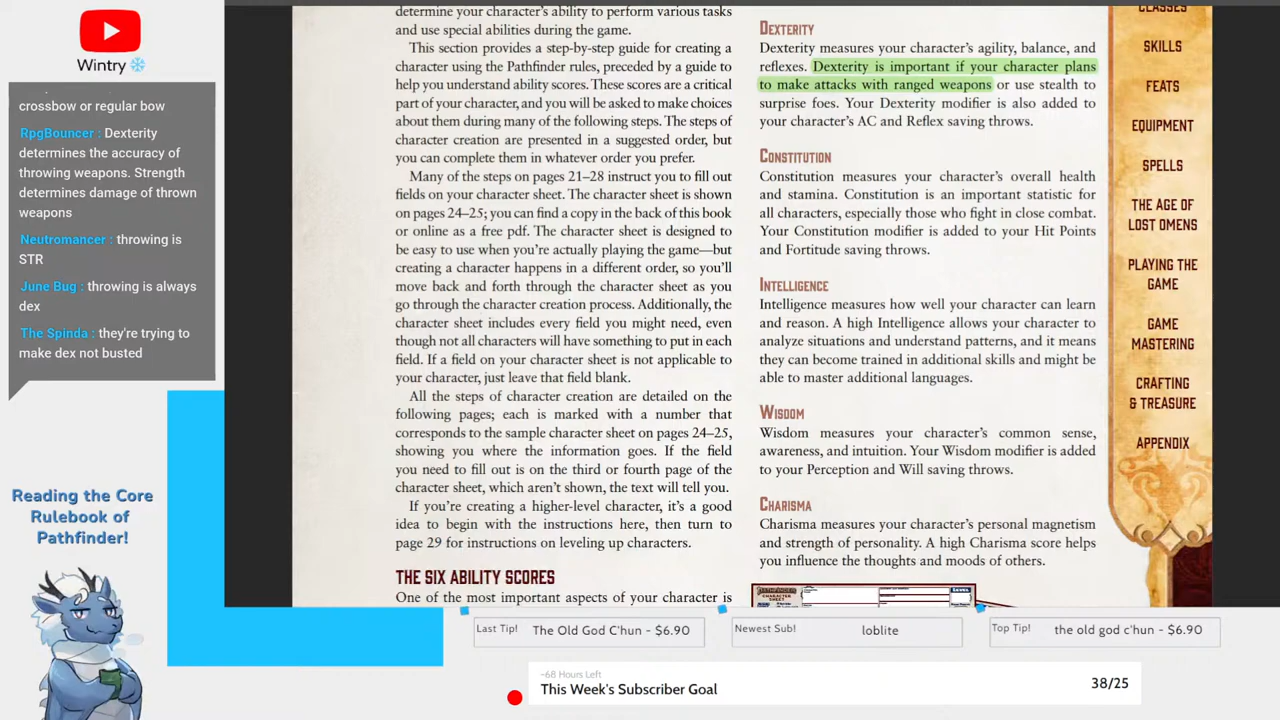 Wintry
crossbow or regular bow
RpgBouncer : Dexterity
determines the accuracy of
throwing weapons. Strength
determines damage of thrown
weapons
Neutromancer : throwing is
STR
June Bug : throwing is always
dex
The Spinda : they're trying to
make dex not busted
Reading the Core
Rulebook of
Pathfinder!
determine your character's ability to perform various tasks
and use special abilities during the game.
This section provides a step-by-step guide for creating a
character using the Pathfinder rules, preceded by a guide to
help you understand ability scores. These scores are a critical
part of your character, and you will be asked to make choices
about them during many of the following steps. The steps of
character creation are presented in a suggested order, but
you can complete them in whatever order you prefer.
Many of the steps on pages 21–28 instruct you to fill out
fields on your character sheet. The character sheet is shown
on pages 24–25; you can find a copy in the back of this book
or online as a free pdf. The character sheet is designed to
be easy to use when you're actually playing the game—but
creating a character happens in a different order, so you'll
move back and forth through the character sheet as you
go through the character creation process. Additionally, the
character sheet includes every field you might need, even
though not all characters will have something to put in each
field. If a field on your character sheet is not applicable to
your character, just leave that field blank.
All the steps of character creation are detailed on the
following pages; each is marked with a number that
corresponds to the sample character sheet on pages 24–25,
showing you where the information goes. If the field
you need to fill out is on the third or fourth page of the
character sheet, which aren't shown, the text will tell you.
If you're creating a higher-level character, it's a good
idea to begin with the instructions here, then turn to
page 29 for instructions on leveling up characters.
THE SIX ABILITY SCORES
One of the most important aspects of your character is
DEXTERITY
Dexterity measures your character's agility, balance, and
reflexes. Dexterity is important if your character plans
to make attacks with ranged weapons or use stealth to
surprise foes. Your Dexterity modifier is also added to
your character's AC and Reflex saving throws.
CONSTITUTION
Constitution measures your character's overall health
and stamina. Constitution is an important statistic for
all characters, especially those who fight in close combat.
Your Constitution modifier is added to your Hit Points
and Fortitude saving throws.
INTELLIGENCE
Intelligence measures how well your character can learn
and reason. A high Intelligence allows your character to
analyze situations and understand patterns, and it means
they can become trained in additional skills and might be
able to master additional languages.
WISDOM
Wisdom measures your character's common sense,
awareness, and intuition. Your Wisdom modifier is added
to your Perception and Will saving throws.
CHARISMA
Charisma measures your character's personal magnetism
and strength of personality. A high Charisma score helps
you influence the thoughts and moods of others.
CLASSES
SKILLS
FEATS
EQUIPMENT
SPELLS
THE AGE OF
LOST OMENS
PLAYING THE
GAME
GAME
MASTERING
CRAFTING
& TREASURE
APPENDIX
Last Tip! The Old God C'hun - $6.90
Newest Sub! loblite
Top Tip! the old god c'hun - $6.90
~68 Hours Left
This Week's Subscriber Goal 38/25